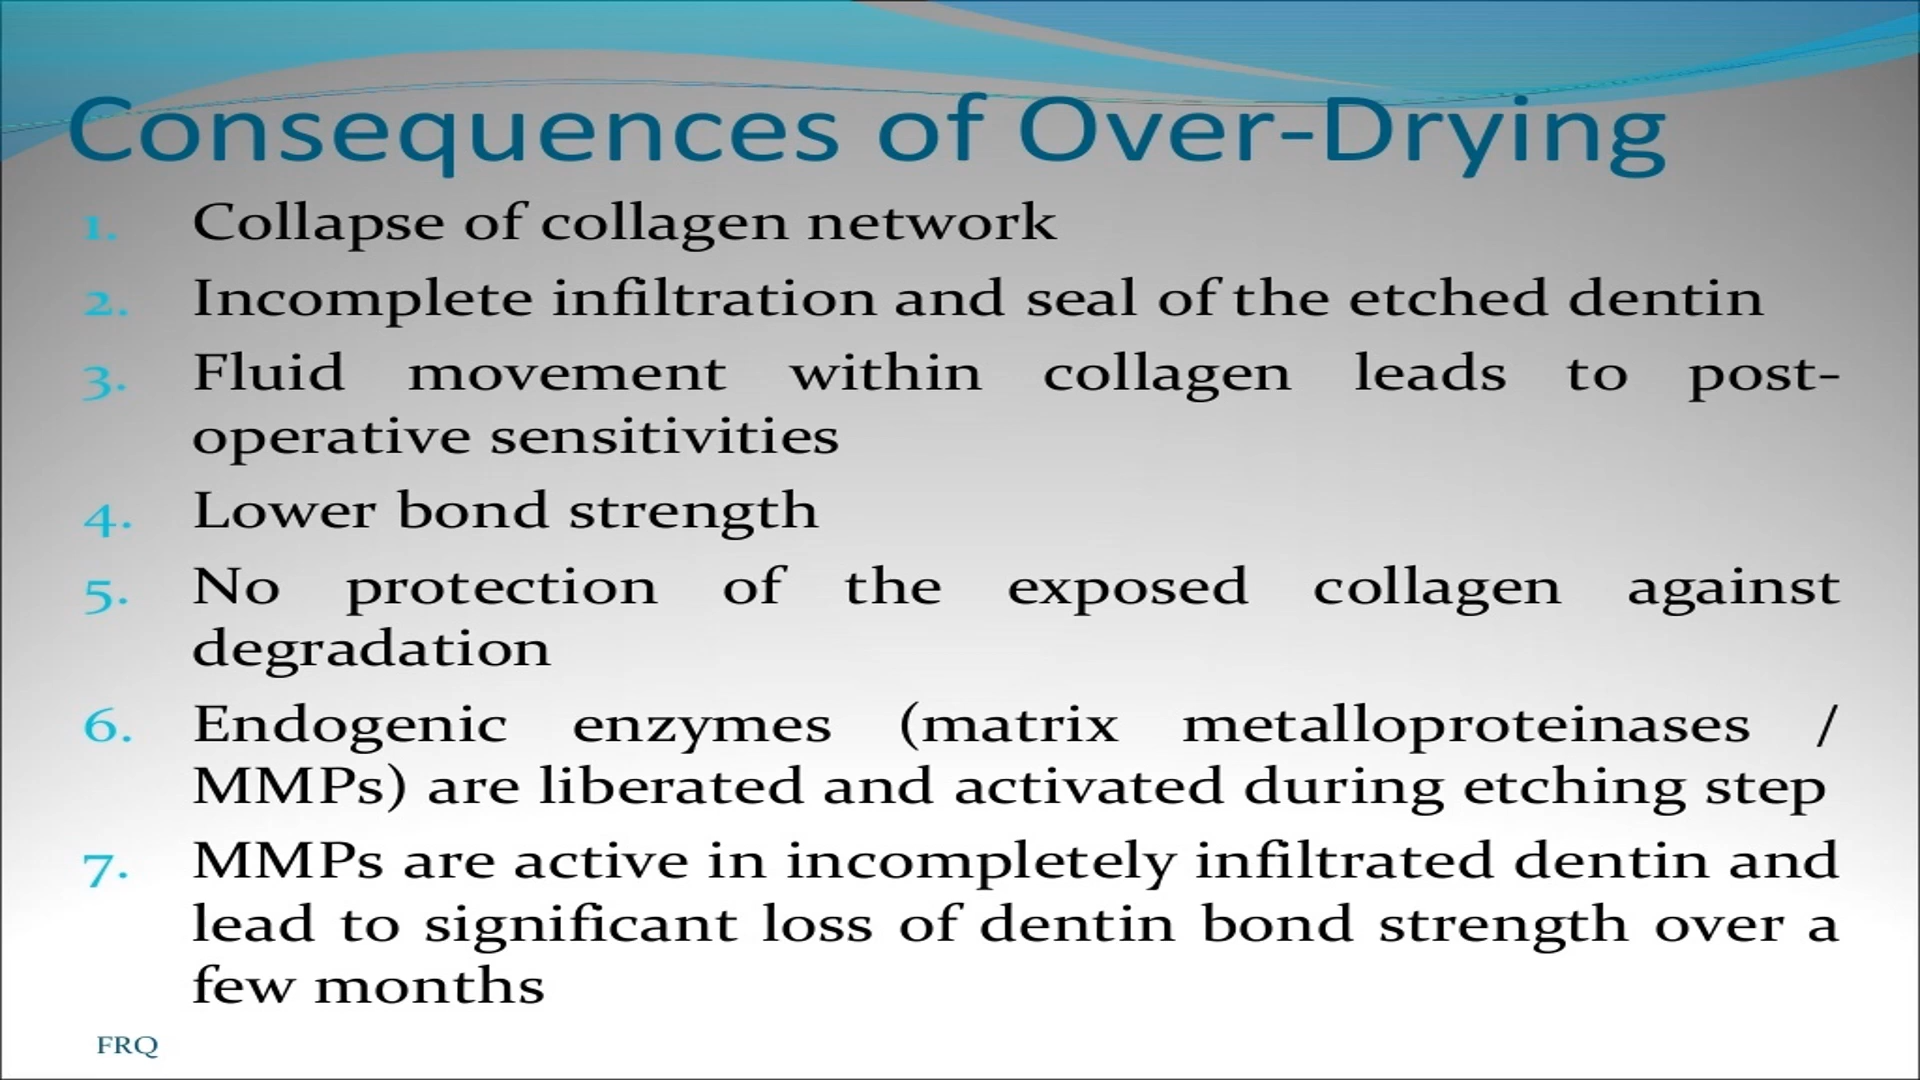 Consequences of Over-Drying
1. Collapse of collagen network
2. Incomplete infiltration and seal of the etched dentin
3. Fluid movement within collagen leads to post-
operative sensitivities
4. Lower bond strength
5. No protection of the exposed collagen against
degradation
6. Endogenic enzymes (matrix metalloproteinases /
MMPs) are liberated and activated during etching step
7. MMPs are active in incompletely infiltrated dentin and
lead to significant loss of dentin bond strength over a
few months
FRQ